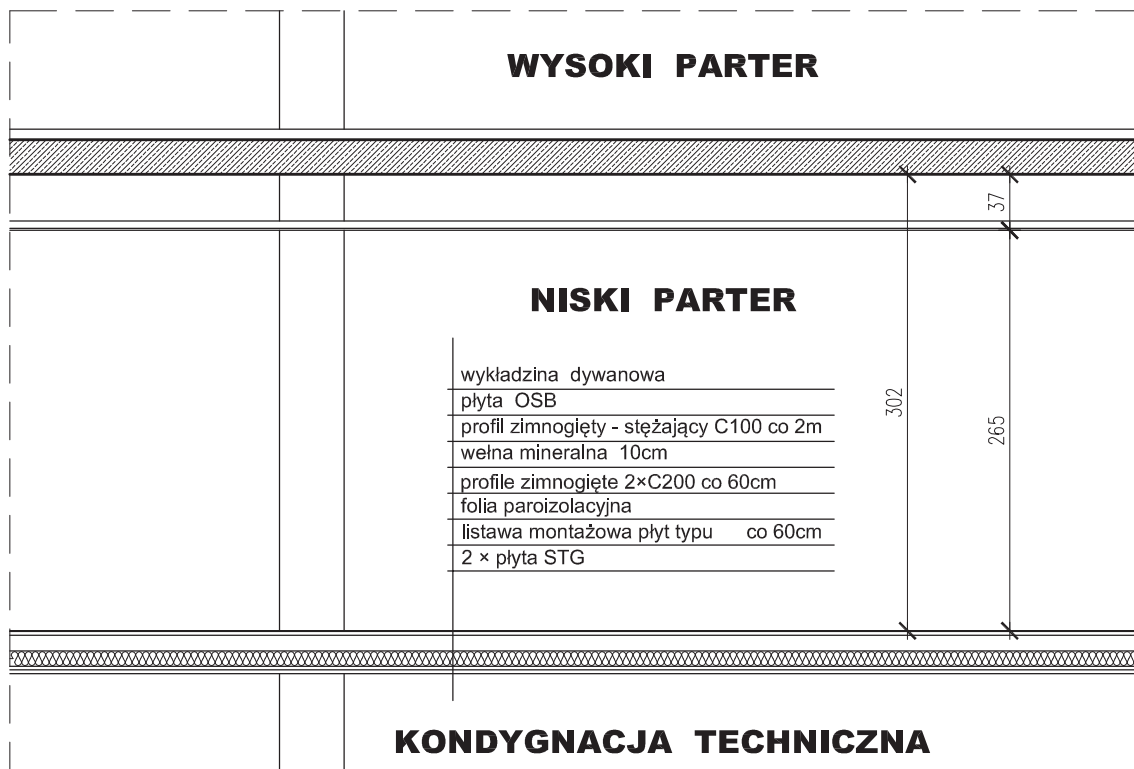 WYSOKI PARTER
37
NISKI PARTER
wykładzina dywanowa
płyta OSB
profil zimnogięty - stężający C100 co 2m
302
265
wełna mineralna 10cm
profile zimnogięte 2×C200 co 60cm
folia paroizolacyjna
listawa montażowa płyt typu co 60cm
2 × płyta STG
KONDYGNACJA TECHNICZNA